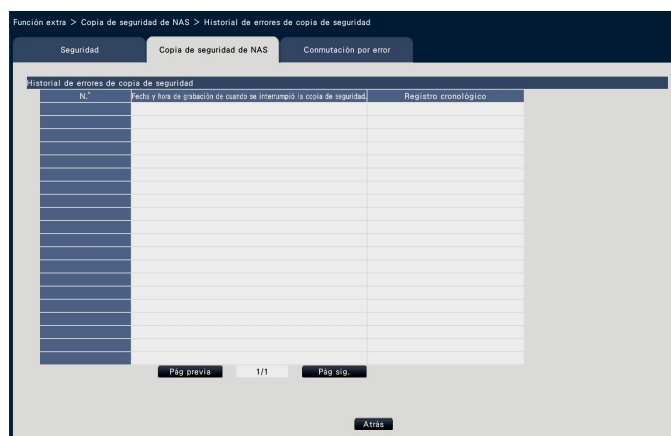 Función extra > Copia de seguridad de NAS > Historial de errores de copia de seguridad
Seguridad Copia de seguridad de NAS Conmutación por error
Historial de errores de copia de seguridad
N.° Fecha y hora de grabación de cuando se interrumpió la copia de seguridad. Registro cronológico
Pág previa 1/1 Pág sig.
Atrás